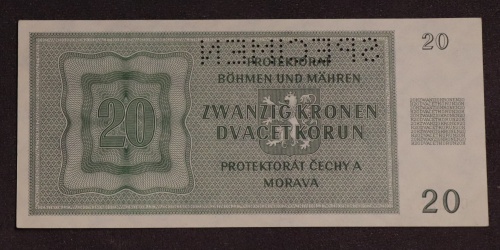 SPECIMEN
20
PROTEKTORAT
BÖHMEN UND MÄHREN
ZWANZIG KRONEN
DVACET KORUN
20
PROTEKTORÁT ČECHY A
MORAVA
20